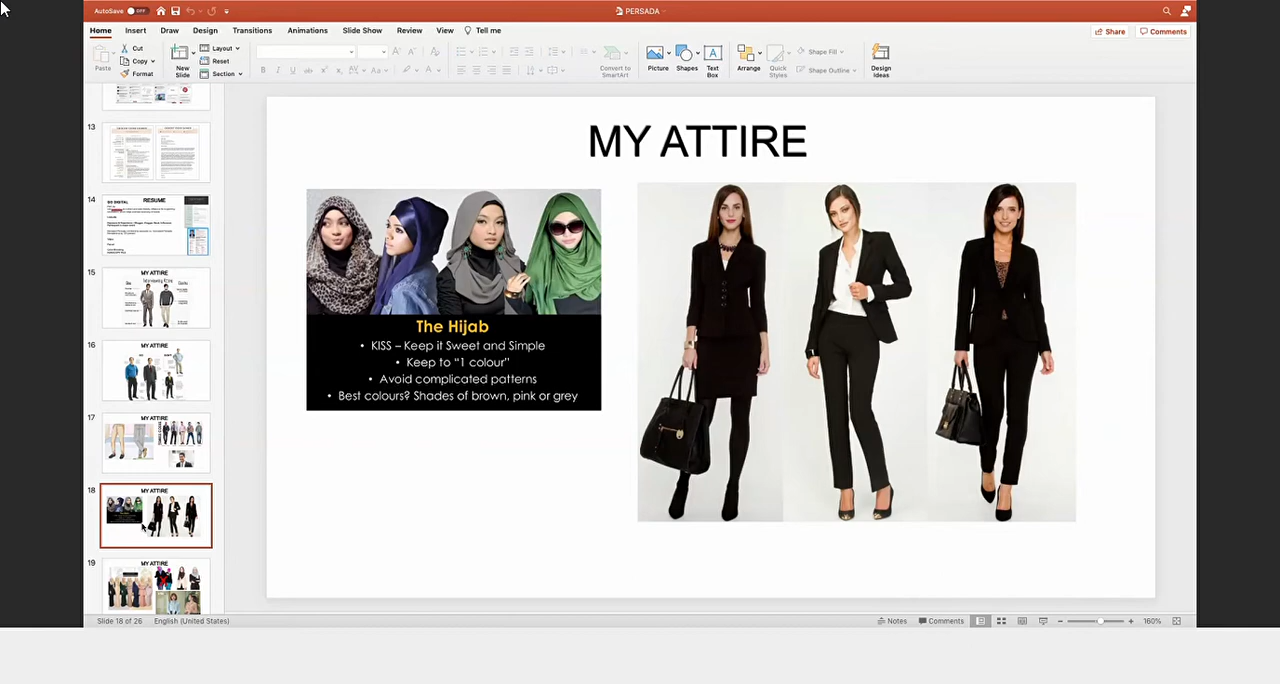 AutoSave OFF
PERSADA
Home Insert Draw Design Transitions Animations Slide Show Review View Tell me
Share Comments
Paste
Cut
Copy
Format
New Slide
Layout
Reset
Section
Convert to SmartArt
Picture
Shapes
Text Box
Arrange
Quick Styles
Shape Fill
Shape Outline
Design Ideas
13
14
GO DIGITAL RESUME
15
MY ATTIRE
16
MY ATTIRE
17
MY ATTIRE
18
MY ATTIRE
19
MY ATTIRE
MY ATTIRE
The Hijab
• KISS – Keep it Sweet and Simple
• Keep to “1 colour”
• Avoid complicated patterns
• Best colours? Shades of brown, pink or grey
Slide 18 of 26 English (United States)
Notes Comments 160%